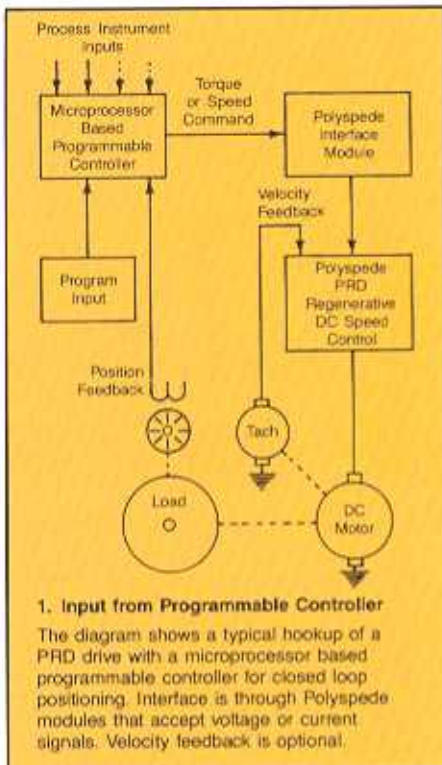 Process Instrument
Inputs
Microprocessor
Based
Programmable
Controller
Torque
or Speed
Command
Polyspede
Interface
Module
Velocity
Feedback
Program
Input
Polyspede
PRD
Regenerative
DC Speed
Control
Position
Feedback
Tach
Load
DC
Motor
1. Input from Programmable Controller
The diagram shows a typical hookup of a
PRD drive with a microprocessor based
programmable controller for closed loop
positioning. Interface is through Polyspede
modules that accept voltage or current
signals. Velocity feedback is optional.